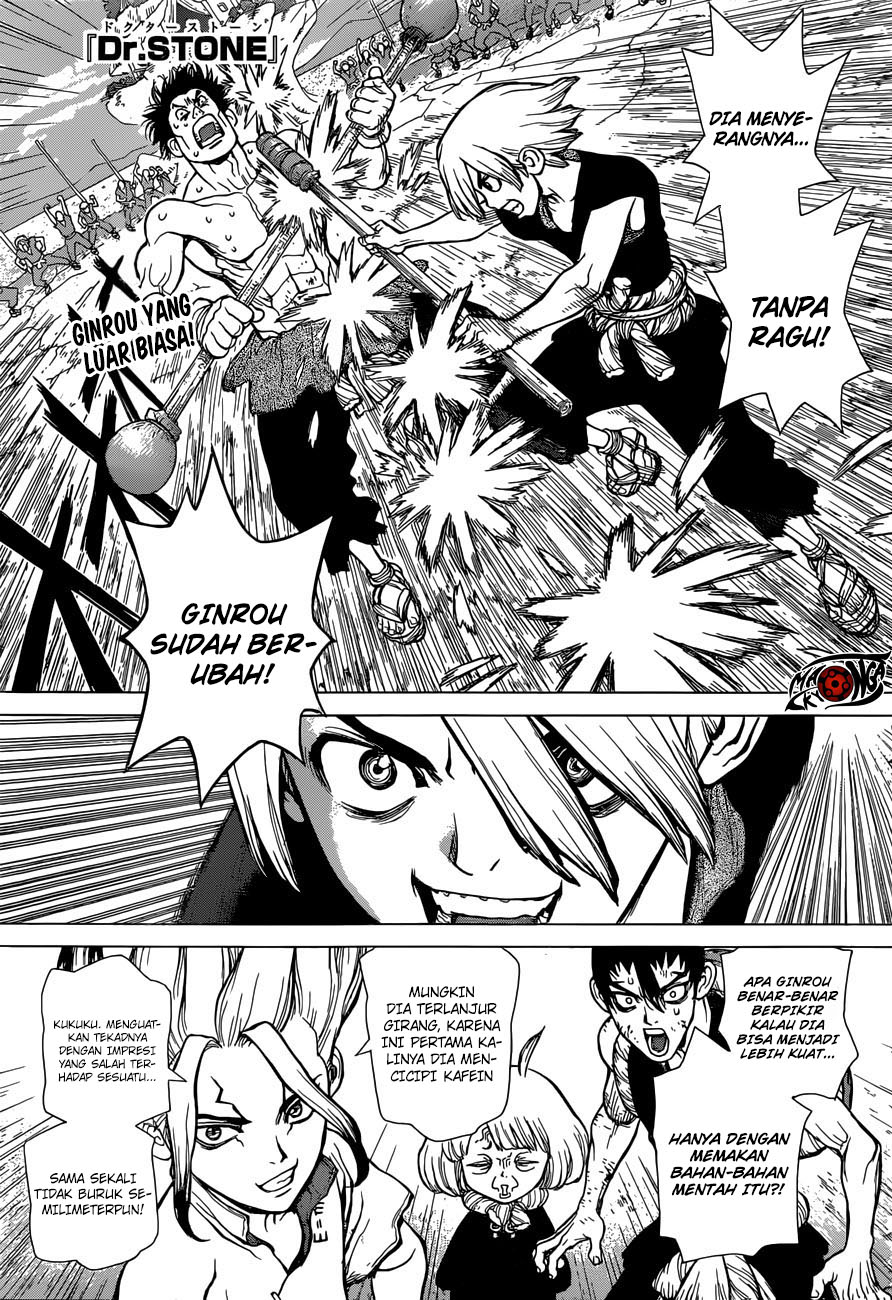 ドクターストーン
『Dr.STONE』
DIA MENYE-
RANGNYA...
TANPA
RAGU!
GINROU YANG
LUAR BIASA!
GINROU
SUDAH BER-
UBAH!
APA GINROU
BENAR-BENAR
BERPIKIR
KALAU DIA
BISA MENJADI
LEBIH KUAT...
HANYA DENGAN
MEMAKAN
BAHAN-BAHAN
MENTAH ITU?!
MUNGKIN
DIA TERLANJUR
GIRANG, KARENA
INI PERTAMA KA-
LINYA DIA MEN-
CICIPI KAFEIN
KUKUKU. MENGUAT-
KAN TEKADNYA
DENGAN IMPRESI
YANG SALAH TER-
HADAP SESUATU...
SAMA SEKALI
TIDAK BURUK SE-
MILIMETERPUN!